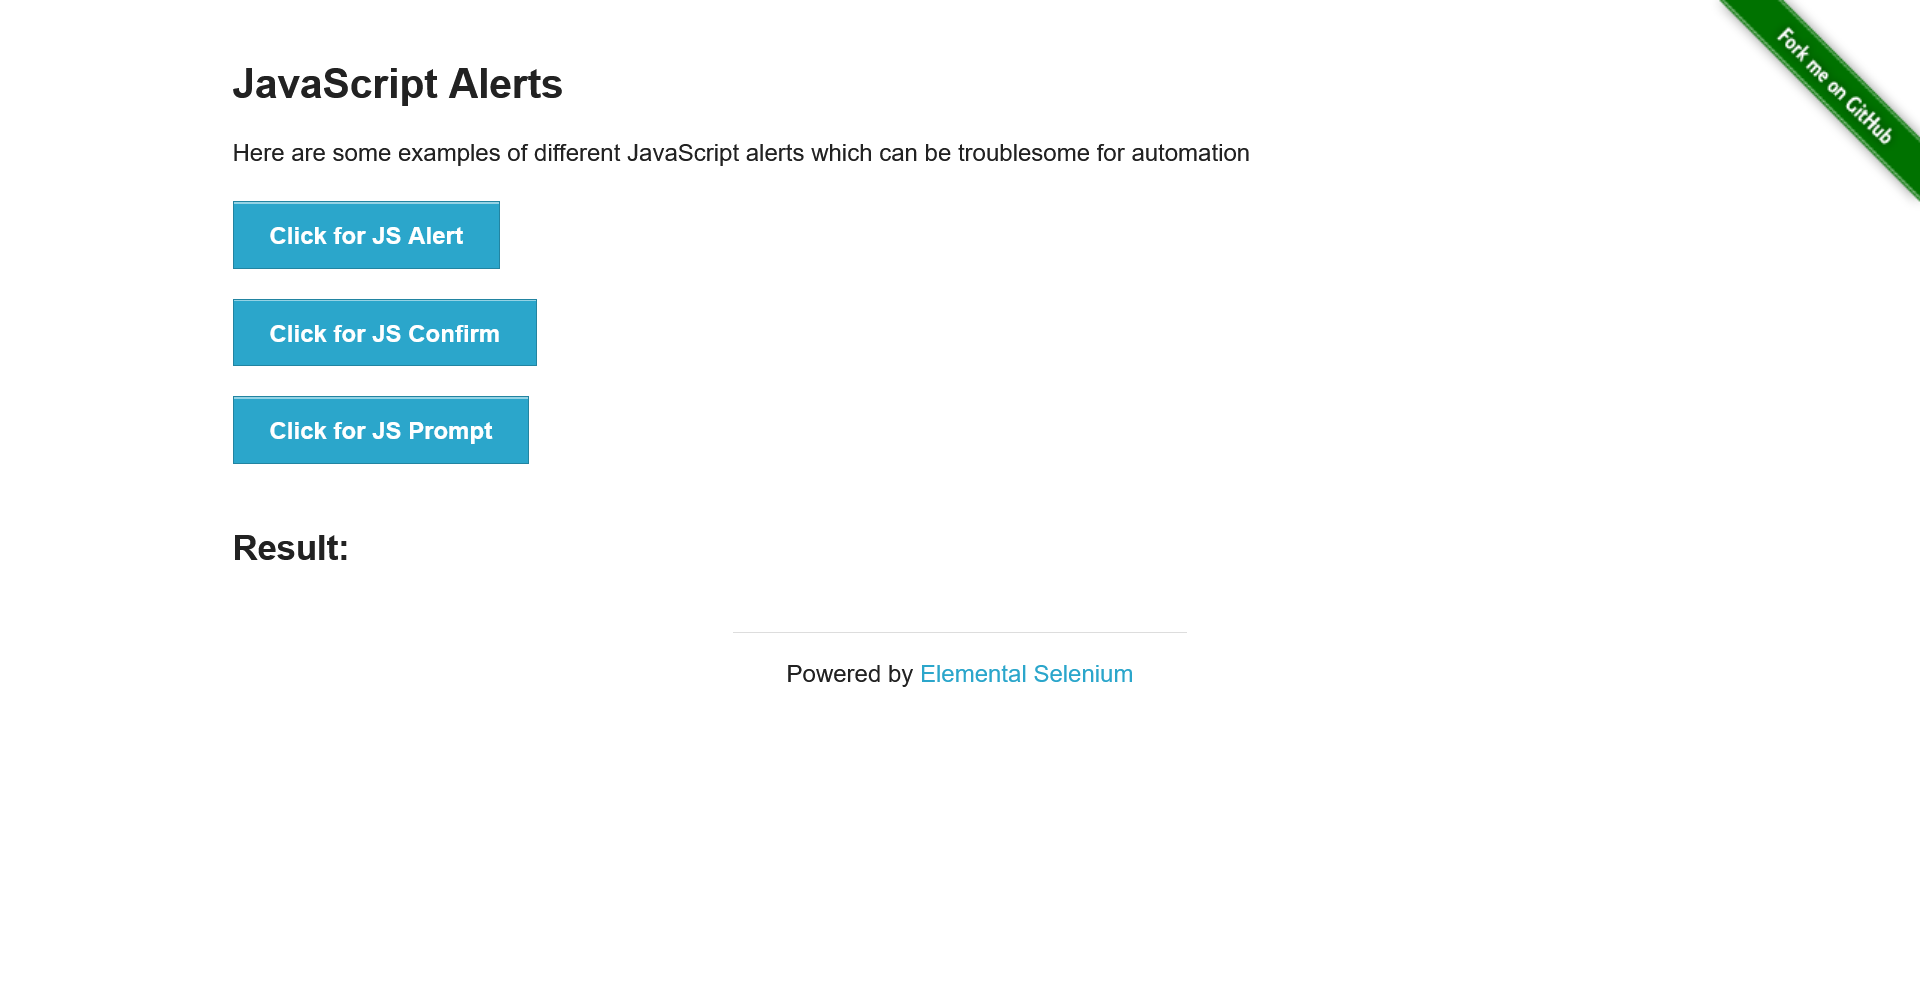 Fork me on GitHub
JavaScript Alerts
Here are some examples of different JavaScript alerts which can be troublesome for automation
Click for JS Alert
Click for JS Confirm
Click for JS Prompt
Result:
Powered by Elemental Selenium